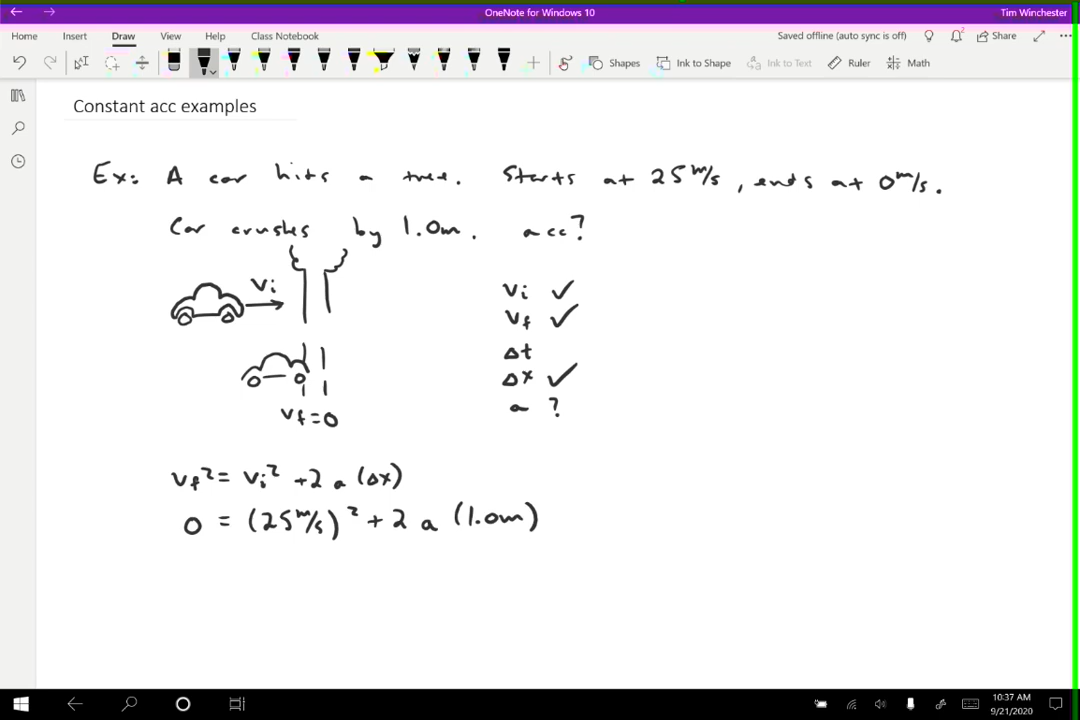 OneNote for Windows 10
Tim Winchester
Home Insert Draw View Help Class Notebook
Saved offline (auto sync is off) Share
Shapes Ink to Shape Ink to Text Ruler Math
Constant acc examples
Ex: A car hits a tree. Starts at 25 m/s, ends at 0 m/s.
Car crushes by 1.0m. acc?
Vi
Vi ✓
Vf ✓
Δt
Δx ✓
a ?
Vf = 0
Vf² = Vi² + 2 a (Δx)
0 = (25 m/s)² + 2 a (1.0m)
10:37 AM
9/21/2020